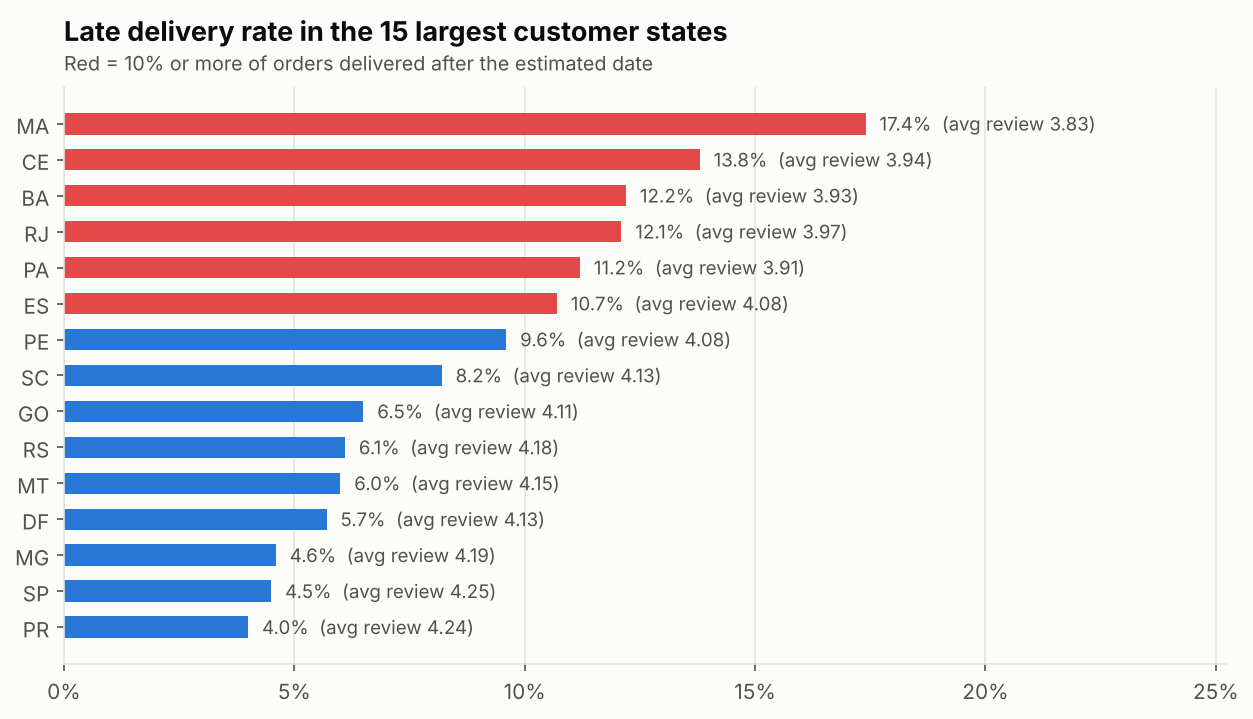 Late delivery rate in the 15 largest customer states
Red = 10% or more of orders delivered after the estimated date
MA 17.4% (avg review 3.83)
CE 13.8% (avg review 3.94)
BA 12.2% (avg review 3.93)
RJ 12.1% (avg review 3.97)
PA 11.2% (avg review 3.91)
ES 10.7% (avg review 4.08)
PE 9.6% (avg review 4.08)
SC 8.2% (avg review 4.13)
GO 6.5% (avg review 4.11)
RS 6.1% (avg review 4.18)
MT 6.0% (avg review 4.15)
DF 5.7% (avg review 4.13)
MG 4.6% (avg review 4.19)
SP 4.5% (avg review 4.25)
PR 4.0% (avg review 4.24)
0% 5% 10% 15% 20% 25%